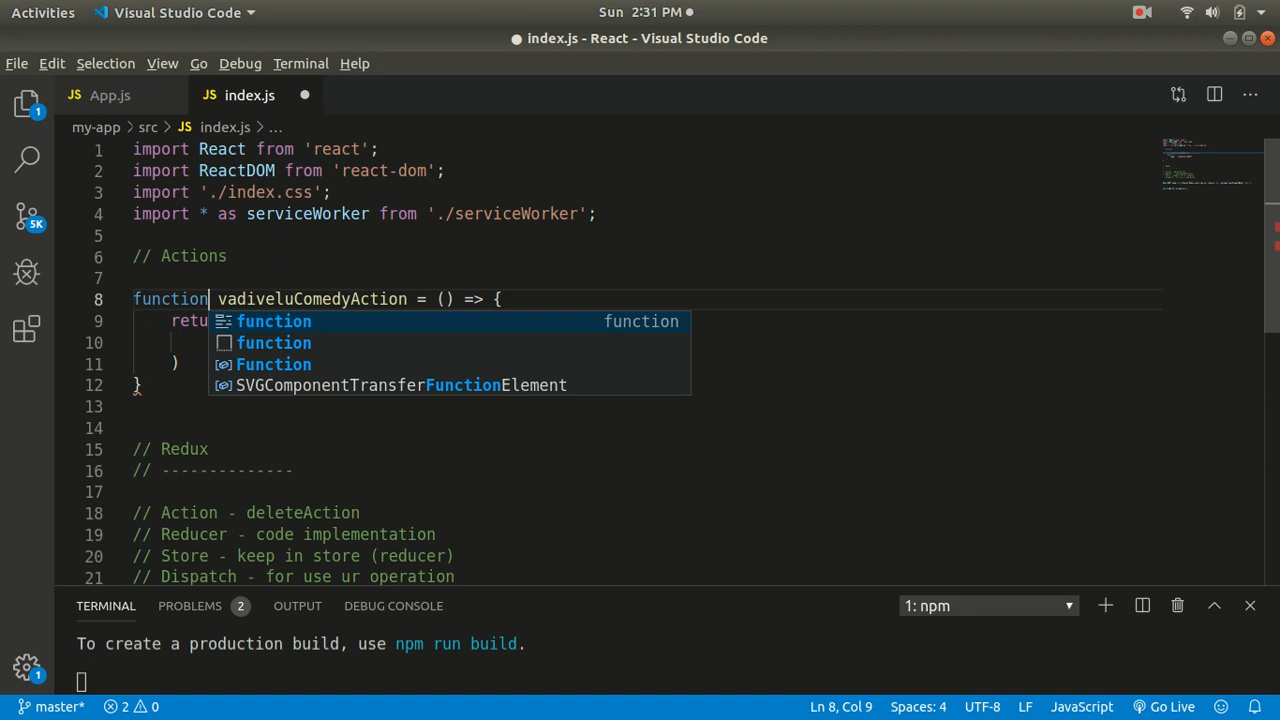 Activities Visual Studio Code Sun 2:31 PM
index.js - React - Visual Studio Code
File Edit Selection View Go Debug Terminal Help
1 JS App.js JS index.js ...
my-app > src > JS index.js > ...
1 import React from 'react';
2 import ReactDOM from 'react-dom';
3 import './index.css';
4 import * as serviceWorker from './serviceWorker';
5
6 // Actions
7
8 function vadiveluComedyAction = () => {
9 retu function function
10 function
11 ) Function
12 } SVGComponentTransferFunctionElement
13
14
15 // Redux
16 // --------------
17
18 // Action - deleteAction
19 // Reducer - code implementation
20 // Store - keep in store (reducer)
21 // Dispatch - for use ur operation
5K
TERMINAL PROBLEMS 2 OUTPUT DEBUG CONSOLE 1: npm
To create a production build, use npm run build.
1
master* 2 0 Ln 8, Col 9 Spaces: 4 UTF-8 LF JavaScript Go Live